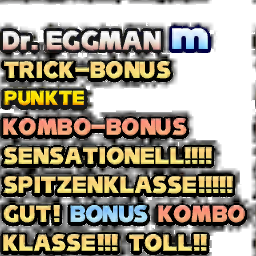 Dr. EGGMAN m
TRICK-BONUS
PUNKTE
KOMBO-BONUS
SENSATIONELL!!!!
SPITZENKLASSE!!!!!
GUT! BONUS KOMBO
KLASSE!!! TOLL!!